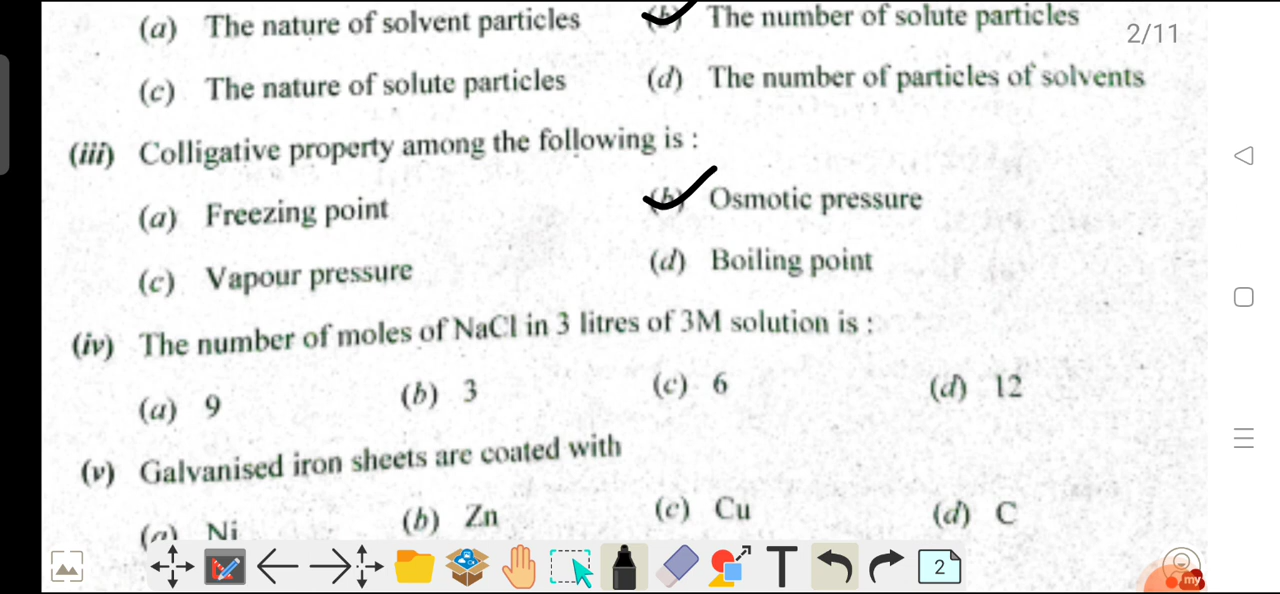 (a) The nature of solvent particles (b) The number of solute particles
2/11
(c) The nature of solute particles (d) The number of particles of solvents
(iii) Colligative property among the following is :
(a) Freezing point (b) Osmotic pressure
(c) Vapour pressure (d) Boiling point
(iv) The number of moles of NaCl in 3 litres of 3M solution is :
(a) 9 (b) 3 (c) 6 (d) 12
(v) Galvanised iron sheets are coated with
(a) Ni (b) Zn (c) Cu (d) C
T 2
my